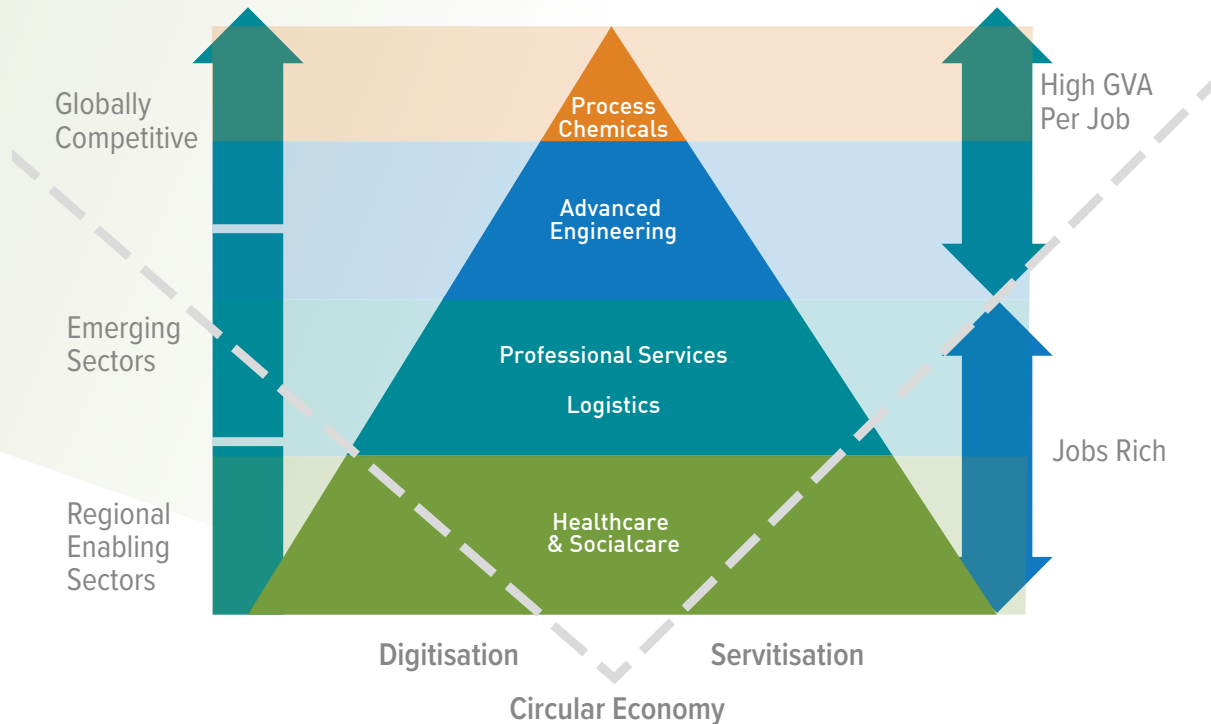 Globally
Competitive
Process
Chemicals
High GVA
Per Job
Advanced
Engineering
Emerging
Sectors
Professional Services
Logistics
Jobs Rich
Regional
Enabling
Sectors
Healthcare
& Socialcare
Digitisation
Servitisation
Circular Economy